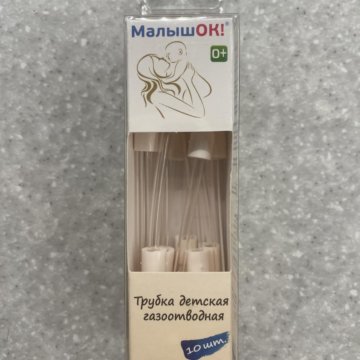 МалышОК!®
0+
Трубка детская
газоотводная
10 шт.